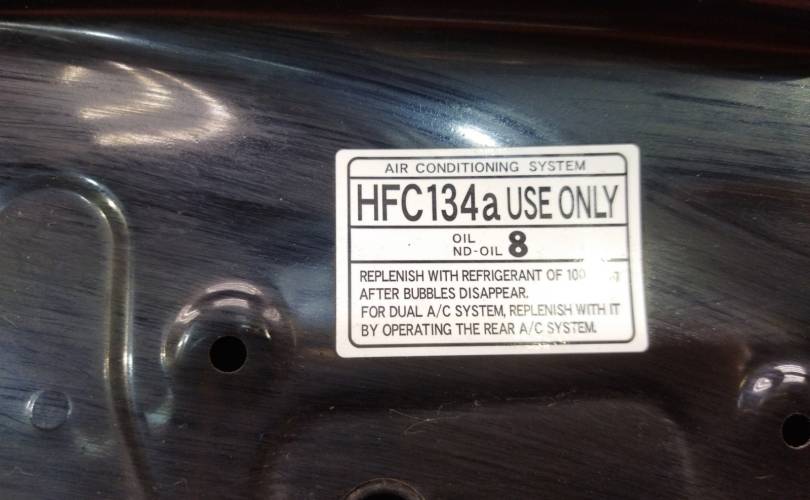 AIR CONDITIONING SYSTEM
HFC134a USE ONLY
OIL
ND-OIL 8
REPLENISH WITH REFRIGERANT OF 100
AFTER BUBBLES DISAPPEAR.
FOR DUAL A/C SYSTEM, REPLENISH WITH IT
BY OPERATING THE REAR A/C SYSTEM.